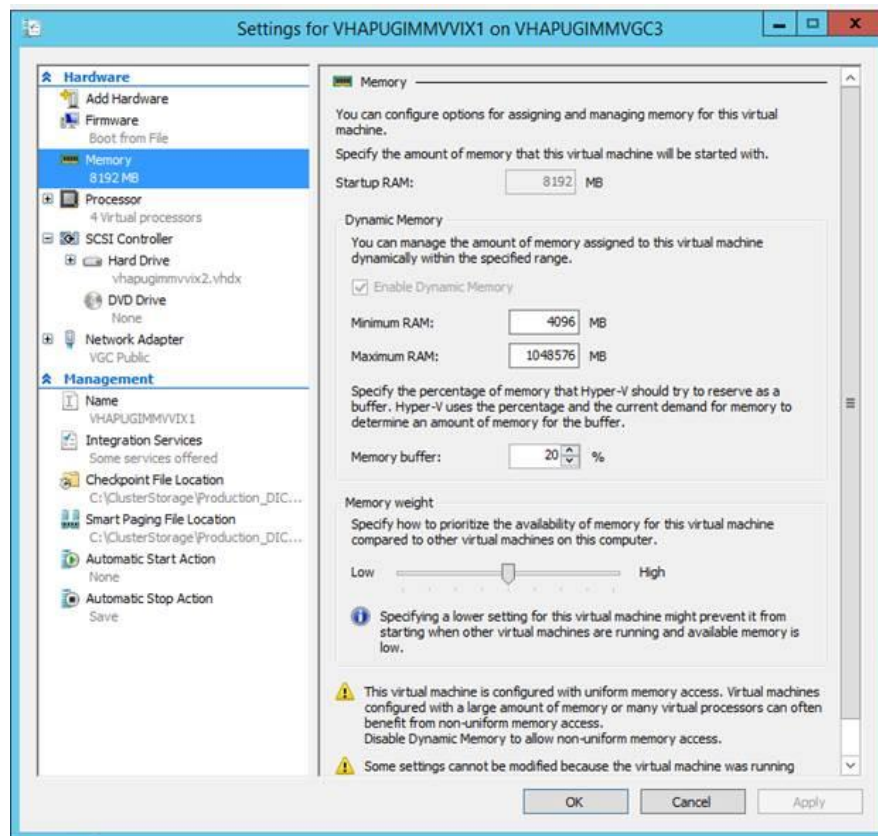 Settings for VHAPUGIMMVVIX1 on VHAPUGIMMVGC3
Hardware
Add Hardware
Firmware
Boot from File
Memory
8192 MB
Processor
4 Virtual processors
SCSI Controller
Hard Drive
vhapugimmvvix2.vhdx
DVD Drive
None
Network Adapter
VGC Public
Management
Name
VHAPUGIMMVVIX1
Integration Services
Some services offered
Checkpoint File Location
C:\ClusterStorage\Production_DIC...
Smart Paging File Location
C:\ClusterStorage\Production_DIC...
Automatic Start Action
None
Automatic Stop Action
Save
Memory
You can configure options for assigning and managing memory for this virtual
machine.
Specify the amount of memory that this virtual machine will be started with.
Startup RAM: 8192 MB
Dynamic Memory
You can manage the amount of memory assigned to this virtual machine
dynamically within the specified range.
Enable Dynamic Memory
Minimum RAM: 4096 MB
Maximum RAM: 1048576 MB
Specify the percentage of memory that Hyper-V should try to reserve as a
buffer. Hyper-V uses the percentage and the current demand for memory to
determine an amount of memory for the buffer.
Memory buffer: 20 %
Memory weight
Specify how to prioritize the availability of memory for this virtual machine
compared to other virtual machines on this computer.
Low High
Specifying a lower setting for this virtual machine might prevent it from
starting when other virtual machines are running and available memory is
low.
This virtual machine is configured with uniform memory access. Virtual machines
configured with a large amount of memory or many virtual processors can often
benefit from non-uniform memory access.
Disable Dynamic Memory to allow non-uniform memory access.
Some settings cannot be modified because the virtual machine was running
OK Cancel Apply